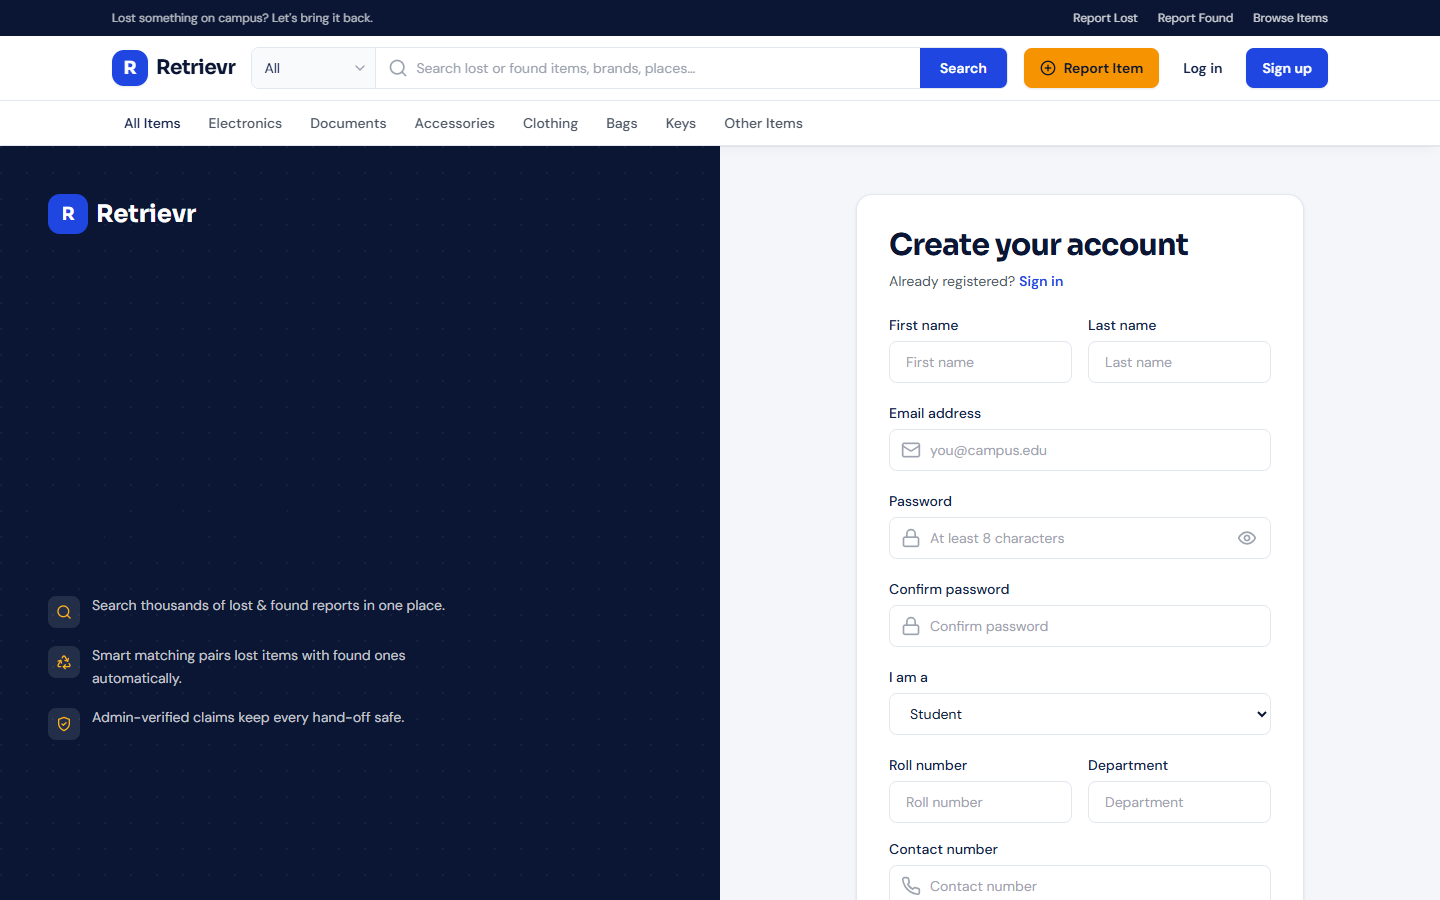 Lost something on campus? Let's bring it back.
Report Lost Report Found Browse Items
R Retrievr
All
Search lost or found items, brands, places...
Search
Report Item
Log in
Sign up
All Items Electronics Documents Accessories Clothing Bags Keys Other Items
R Retrievr
Search thousands of lost & found reports in one place.
Smart matching pairs lost items with found ones
automatically.
Admin-verified claims keep every hand-off safe.
Create your account
Already registered? Sign in
First name Last name
First name Last name
Email address
you@campus.edu
Password
At least 8 characters
Confirm password
Confirm password
I am a
Student
Roll number Department
Roll number Department
Contact number
Contact number